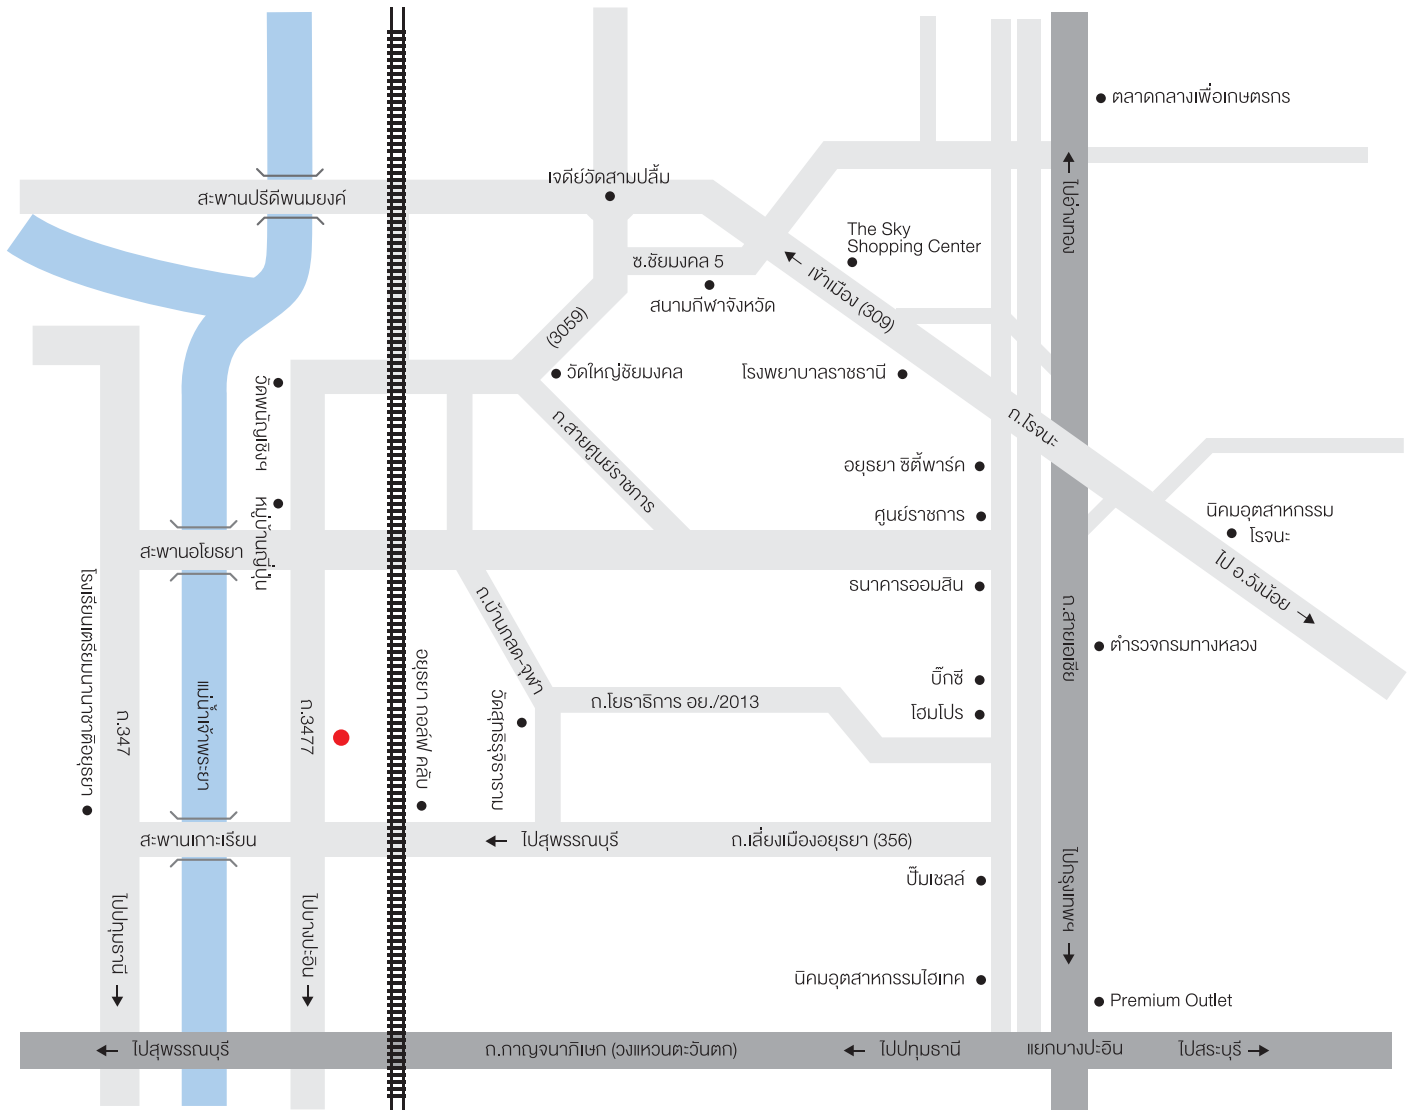 ตลาดกลางเพื่อเกษตรกร
เจดีย์วัดสามปลื้ม
สะพานปรีดีพนมยงค์
ไปอ่างทอง
The Sky
Shopping Center
ซ.ชัยมงคล 5
สนามกีฬาจังหวัด
เข้าเมือง (309)
(3059)
วัดใหญ่ชัยมงคล
โรงพยาบาลราชธานี
วัดพนัญเชิงฯ
ถ.โรจนะ
ถ.สายศูนย์ราชการ
อยุธยา ซิตี้พาร์ค
หมู่บ้านญี่ปุ่น
ศูนย์ราชการ
นิคมอุตสาหกรรม
โรจนะ
สะพานอโยธยา
ไป อ.วังน้อย
ธนาคารออมสิน
โรงเรียนเตรียมนานาชาติอยุธยา
ถ.บ้านกลด-จุฬา
ถ.สายเอเซีย
ตำรวจกรมทางหลวง
บิ๊กซี
แม่น้ำเจ้าพระยา
ถ.347
ถ.3477
อยุธยา กอล์ฟ คลับ
วัดสุทธิรุจิราราม
ถ.โยธาธิการ อย./2013
โฮมโปร
สะพานเกาะเรียน
ไปสุพรรณบุรี
ถ.เลี่ยงเมืองอยุธยา (356)
ปั๊มเชลล์
ไปกรุงเทพฯ
ไปปทุมธานี
ไปบางปะอิน
นิคมอุตสาหกรรมไฮเทค
Premium Outlet
ไปสุพรรณบุรี
ถ.กาญจนาภิเษก (วงแหวนตะวันตก)
ไปปทุมธานี
แยกบางปะอิน
ไปสระบุรี